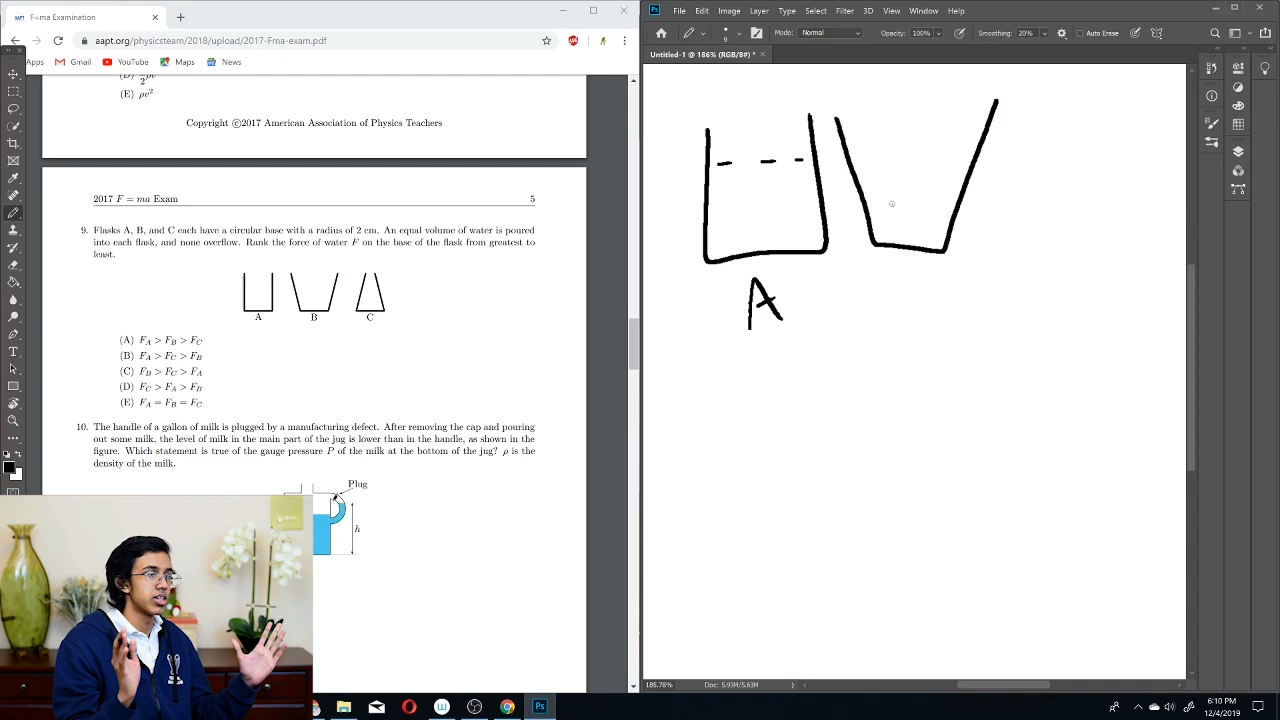 F=ma Examination
aapt.org/physicsteam/2018/upload/2017-Fma-exam.pdf
Apps Gmail YouTube Maps News
(E) ρv²
Copyright ©2017 American Association of Physics Teachers
2017 F = ma Exam 5
9. Flasks A, B, and C each have a circular base with a radius of 2 cm. An equal volume of water is poured
into each flask, and none overflow. Rank the force of water F on the base of the flask from greatest to
least.
A B C
(A) F_A > F_B > F_C
(B) F_A > F_C > F_B
(C) F_B > F_C > F_A
(D) F_C > F_A > F_B
(E) F_A = F_B = F_C
10. The handle of a gallon of milk is plugged by a manufacturing defect. After removing the cap and pouring
out some milk, the level of milk in the main part of the jug is lower than in the handle, as shown in the
figure. Which statement is true of the gauge pressure P of the milk at the bottom of the jug? ρ is the
density of the milk.
Plug
h
Ps File Edit Image Layer Type Select Filter 3D View Window Help
9 Mode: Normal Opacity: 100% Smoothing: 20% Auto Erase
Untitled-1 @ 186% (RGB/8#) *
A
185.78% Doc: 5.93M/5.63M
Ps
6:10 PM
12/4/2019